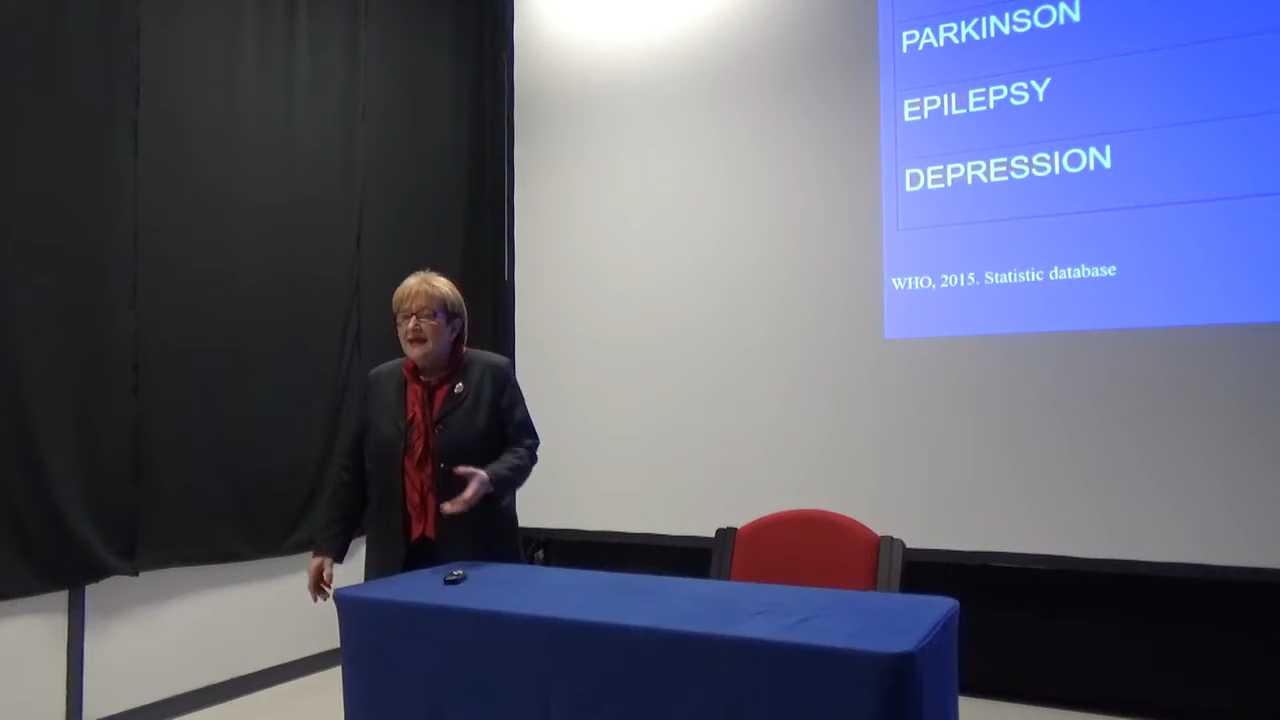 PARKINSON
EPILEPSY
DEPRESSION
WHO, 2015. Statistic database